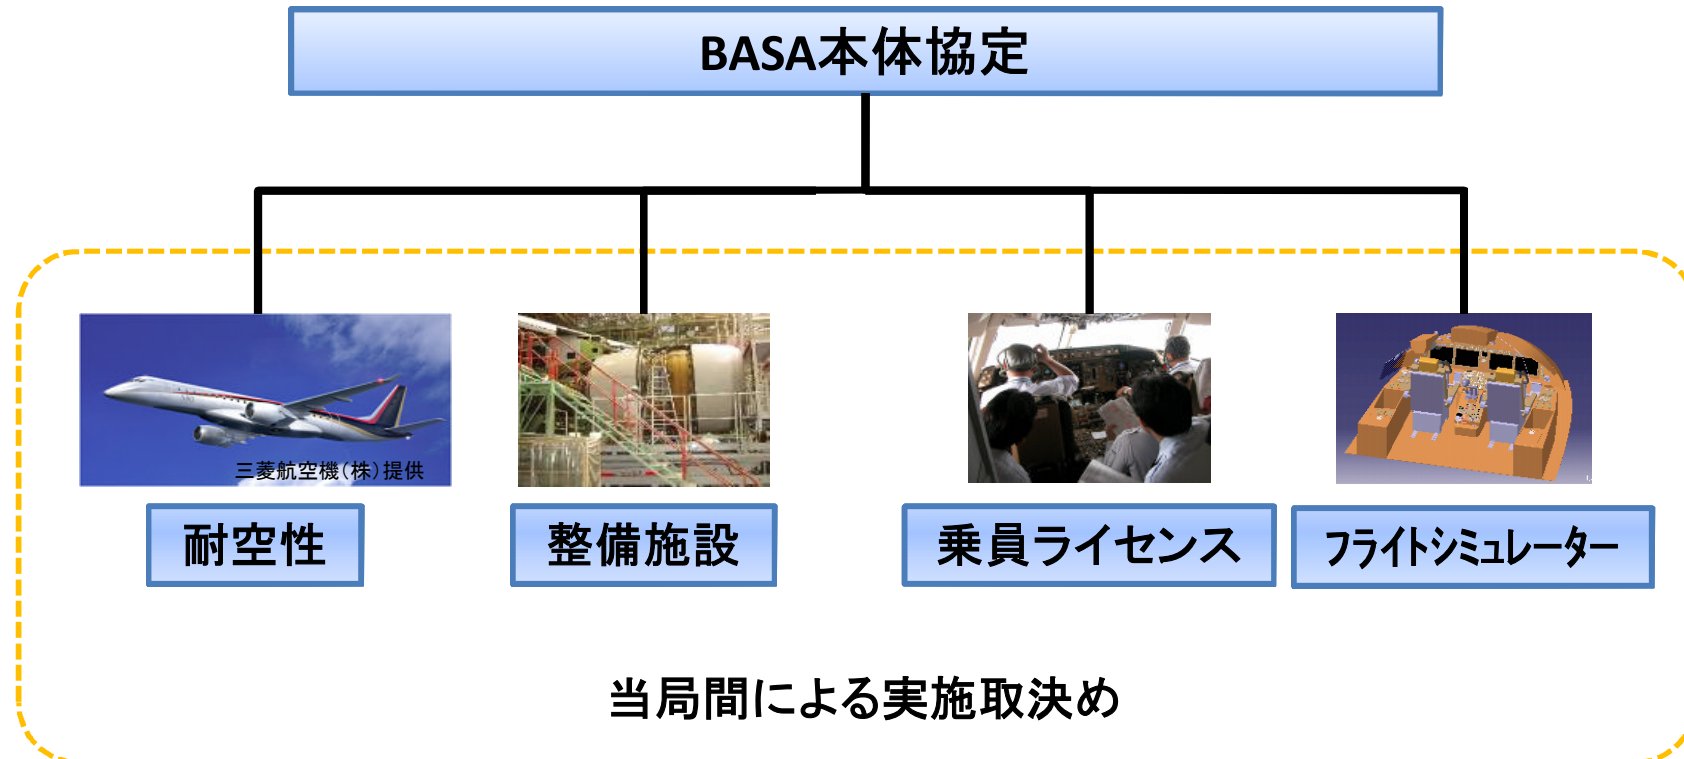 BASA本体協定
三菱航空機(株)提供
耐空性
整備施設
乗員ライセンス
フライトシミュレーター
当局間による実施取決め